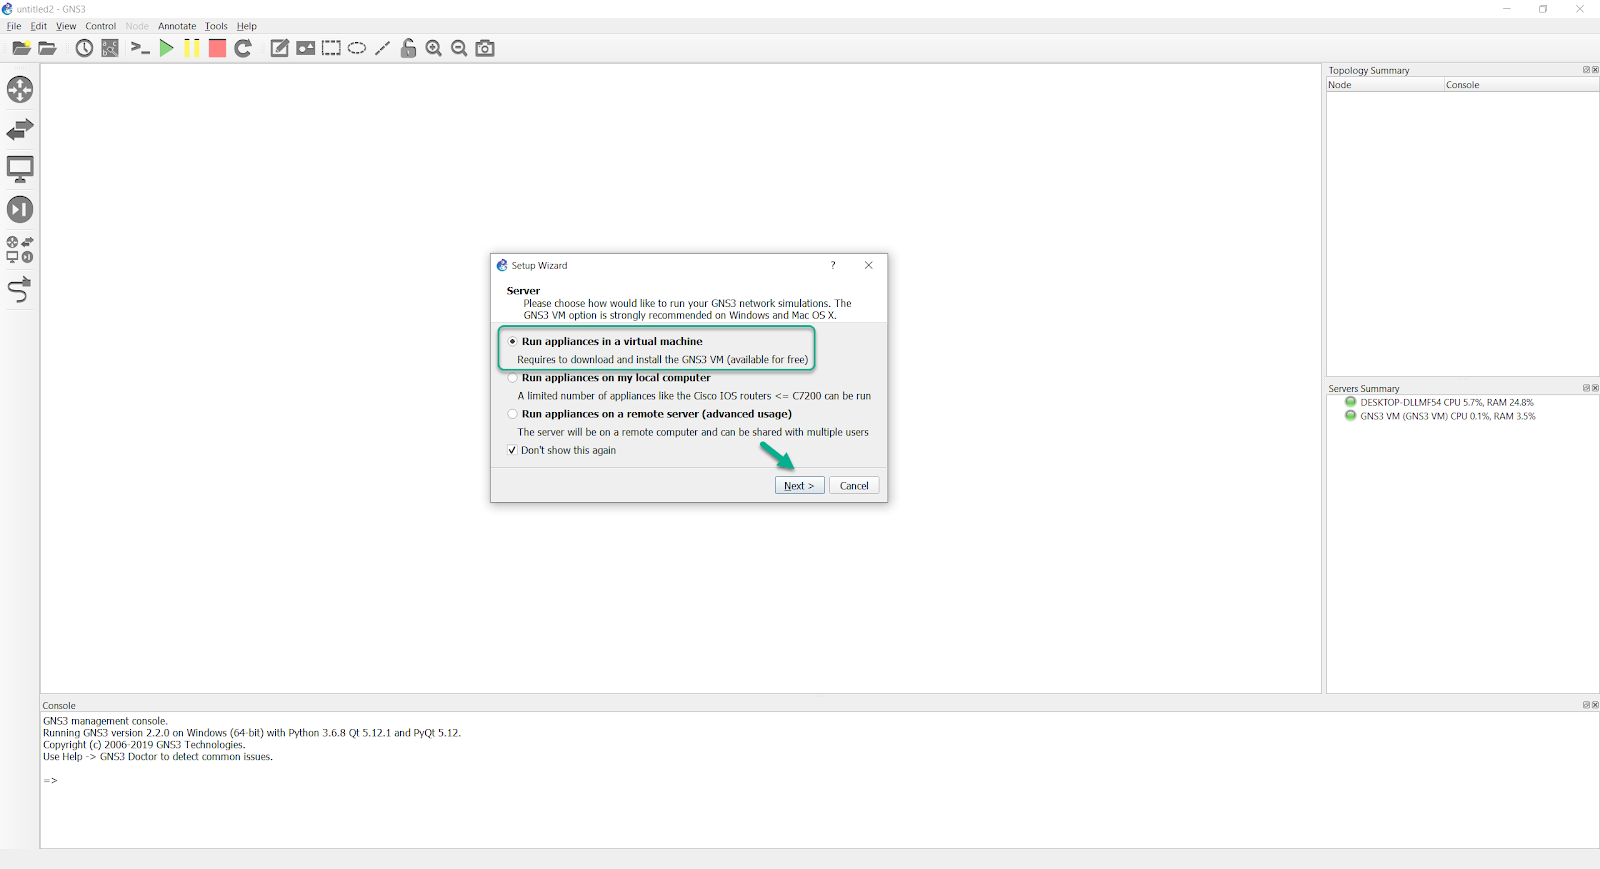 untitled2 - GNS3
File Edit View Control Node Annotate Tools Help
Topology Summary
Node Console
Setup Wizard
?
Server
Please choose how would like to run your GNS3 network simulations. The
GNS3 VM option is strongly recommended on Windows and Mac OS X.
Run appliances in a virtual machine
Requires to download and install the GNS3 VM (available for free)
Run appliances on my local computer
A limited number of appliances like the Cisco IOS routers <= C7200 can be run
Run appliances on a remote server (advanced usage)
The server will be on a remote computer and can be shared with multiple users
Don't show this again
Next > Cancel
Servers Summary
DESKTOP-DLLMF54 CPU 5.7%, RAM 24.8%
GNS3 VM (GNS3 VM) CPU 0.1%, RAM 3.5%
Console
GNS3 management console.
Running GNS3 version 2.2.0 on Windows (64-bit) with Python 3.6.8 Qt 5.12.1 and PyQt 5.12.
Copyright (c) 2006-2019 GNS3 Technologies.
Use Help -> GNS3 Doctor to detect common issues.
=>